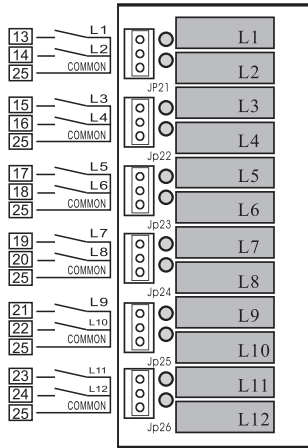 13 L1 L1
14 L2 L2
25 COMMON
JP21
15 L3 L3
16 L4 L4
25 COMMON
Jp22
17 L5 L5
18 L6 L6
25 COMMON
Jp23
19 L7 L7
20 L8 L8
25 COMMON
Jp24
21 L9 L9
22 L10 L10
25 COMMON
Jp25
23 L11 L11
24 L12 L12
25 COMMON
Jp26